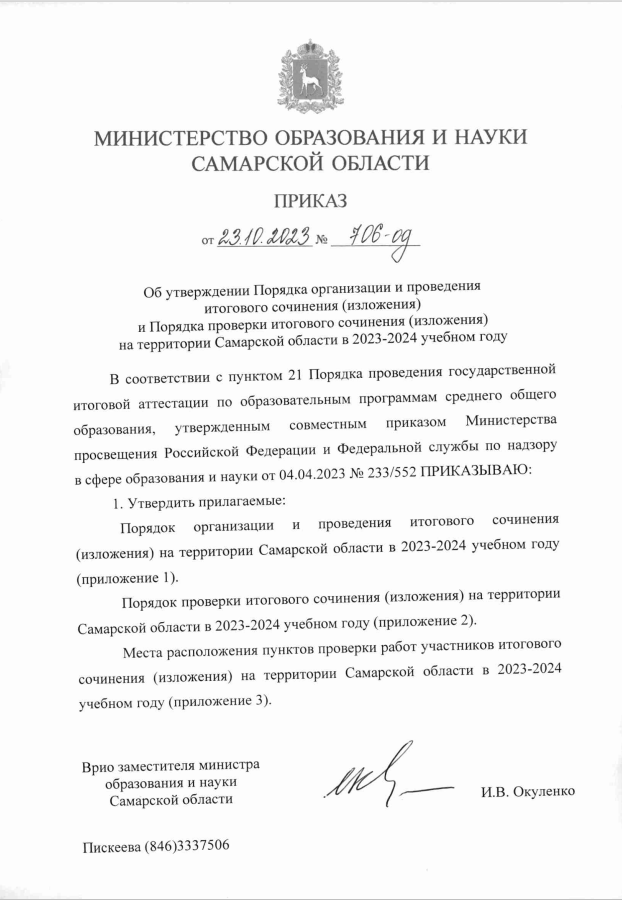 МИНИСТЕРСТВО ОБРАЗОВАНИЯ И НАУКИ
САМАРСКОЙ ОБЛАСТИ
ПРИКАЗ
от 23.10.2023 № 706-од
Об утверждении Порядка организации и проведения
итогового сочинения (изложения)
и Порядка проверки итогового сочинения (изложения)
на территории Самарской области в 2023-2024 учебном году
В соответствии с пунктом 21 Порядка проведения государственной
итоговой аттестации по образовательным программам среднего общего
образования, утвержденным совместным приказом Министерства
просвещения Российской Федерации и Федеральной службы по надзору
в сфере образования и науки от 04.04.2023 № 233/552 ПРИКАЗЫВАЮ:
1. Утвердить прилагаемые:
Порядок организации и проведения итогового сочинения
(изложения) на территории Самарской области в 2023-2024 учебном году
(приложение 1).
Порядок проверки итогового сочинения (изложения) на территории
Самарской области в 2023-2024 учебном году (приложение 2).
Места расположения пунктов проверки работ участников итогового
сочинения (изложения) на территории Самарской области в 2023-2024
учебном году (приложение 3).
Врио заместителя министра
образования и науки
Самарской области
И.В. Окуленко
Пискеева (846)3337506